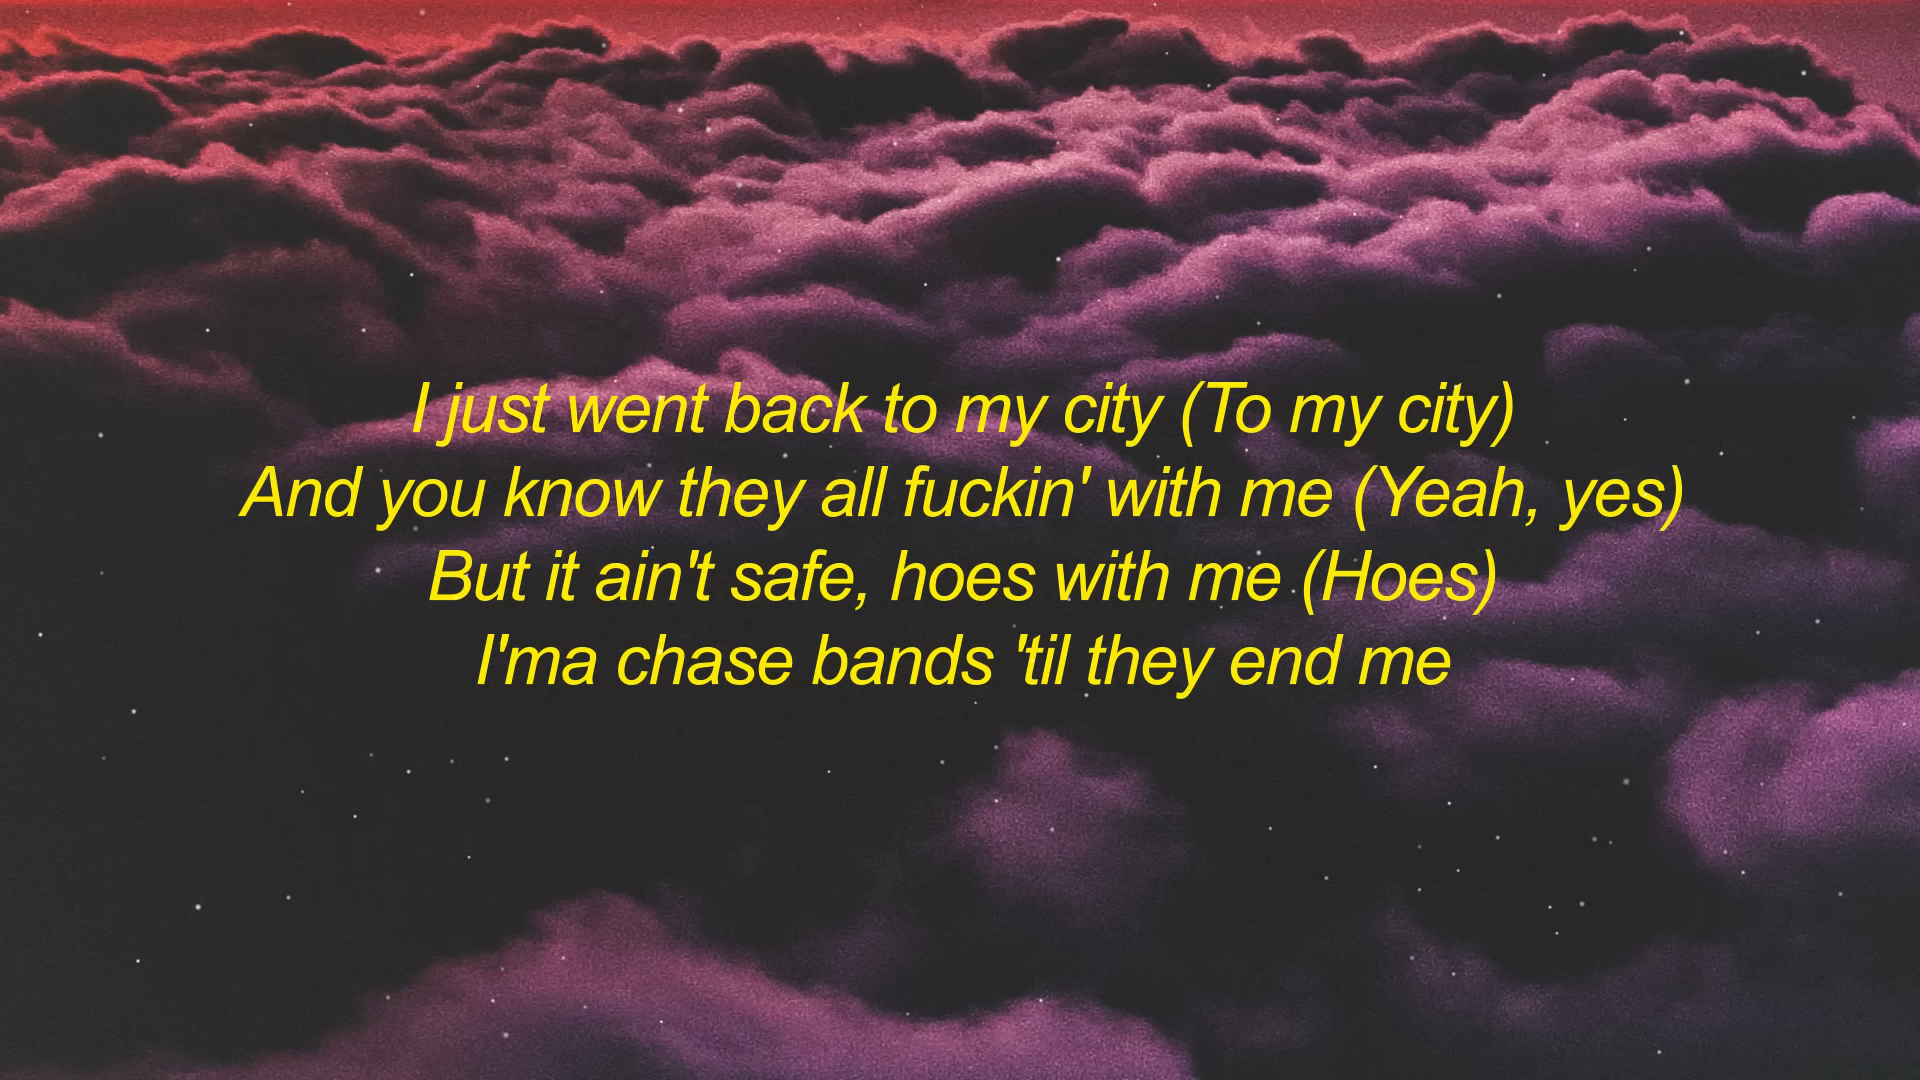 I just went back to my city (To my city)
And you know they all fuckin' with me (Yeah, yes)
But it ain't safe, hoes with me (Hoes)
I'ma chase bands 'til they end me